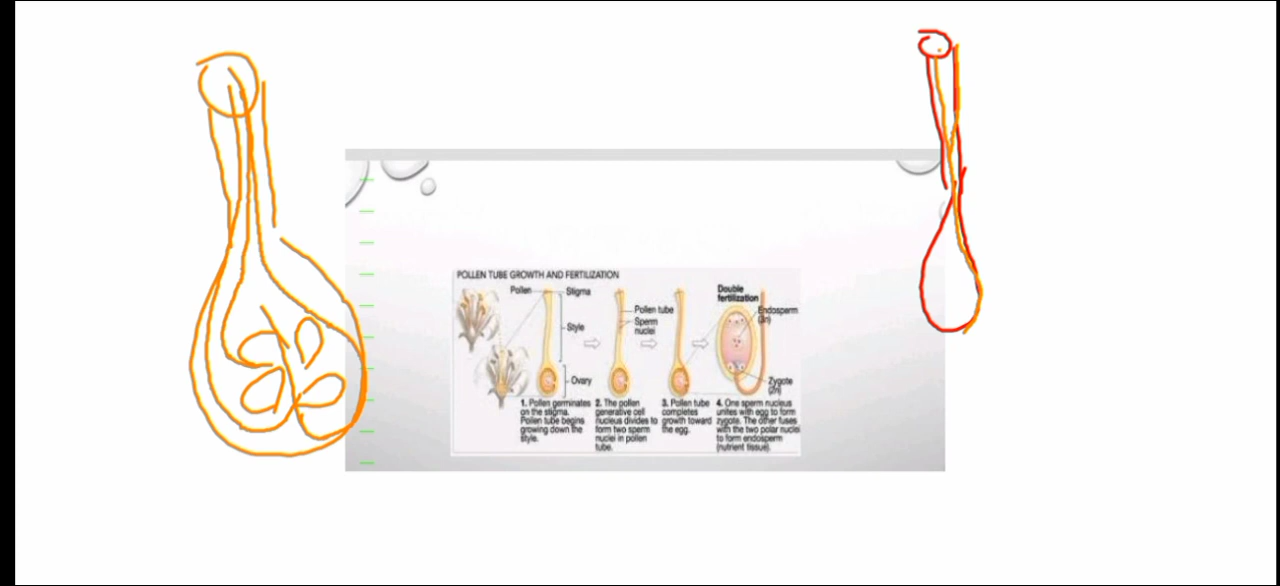 POLLEN TUBE GROWTH AND FERTILIZATION
Pollen
Stigma
Style
Ovary
Pollen tube
Sperm
nuclei
Double
fertilization
Endosperm
(3n)
Zygote
(2n)
1. Pollen germinates
on the stigma.
Pollen tube begins
growing down the
style.
2. The pollen
generative cell
nucleus divides to
form two sperm
nuclei in pollen
tube.
3. Pollen tube
completes
growth toward
the egg.
4. One sperm nucleus
unites with egg to form
zygote. The other fuses
with the two polar nuclei
to form endosperm
(nutrient tissue).